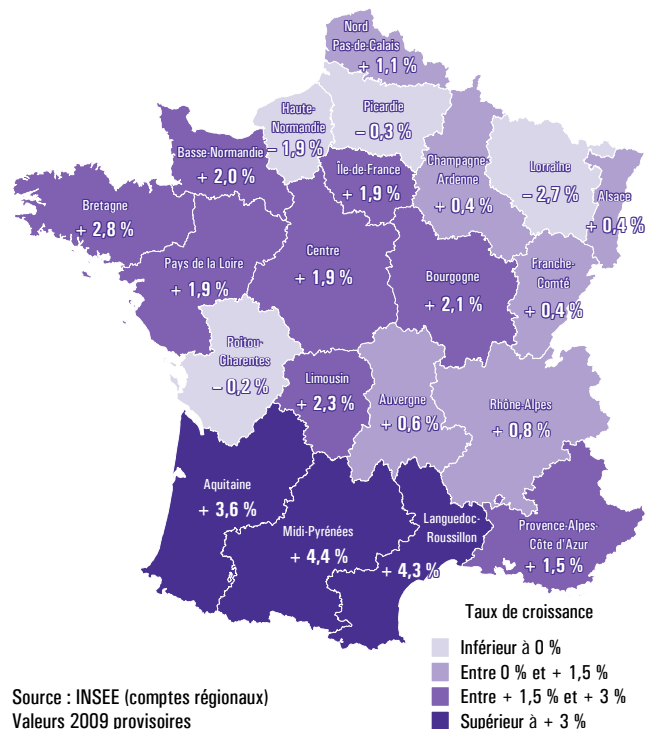 Nord
Pas-de-Calais
+ 1,1 %
Haute-
Normandie
– 1,9 %
Picardie
– 0,3 %
Basse-Normandie
+ 2,0 %
Île-de-France
+ 1,9 %
Champagne-
Ardenne
+ 0,4 %
Lorraine
– 2,7 %
Alsace
+ 0,4 %
Bretagne
+ 2,8 %
Pays de la Loire
+ 1,9 %
Centre
+ 1,9 %
Bourgogne
+ 2,1 %
Franche-
Comté
+ 0,4 %
Poitou-
Charentes
– 0,2 %
Limousin
+ 2,3 %
Auvergne
+ 0,6 %
Rhône-Alpes
+ 0,8 %
Aquitaine
+ 3,6 %
Midi-Pyrénées
+ 4,4 %
Languedoc-
Roussillon
+ 4,3 %
Provence-Alpes-
Côte d'Azur
+ 1,5 %
Taux de croissance
Inférieur à 0 %
Entre 0 % et + 1,5 %
Entre + 1,5 % et + 3 %
Supérieur à + 3 %
Source : INSEE (comptes régionaux)
Valeurs 2009 provisoires